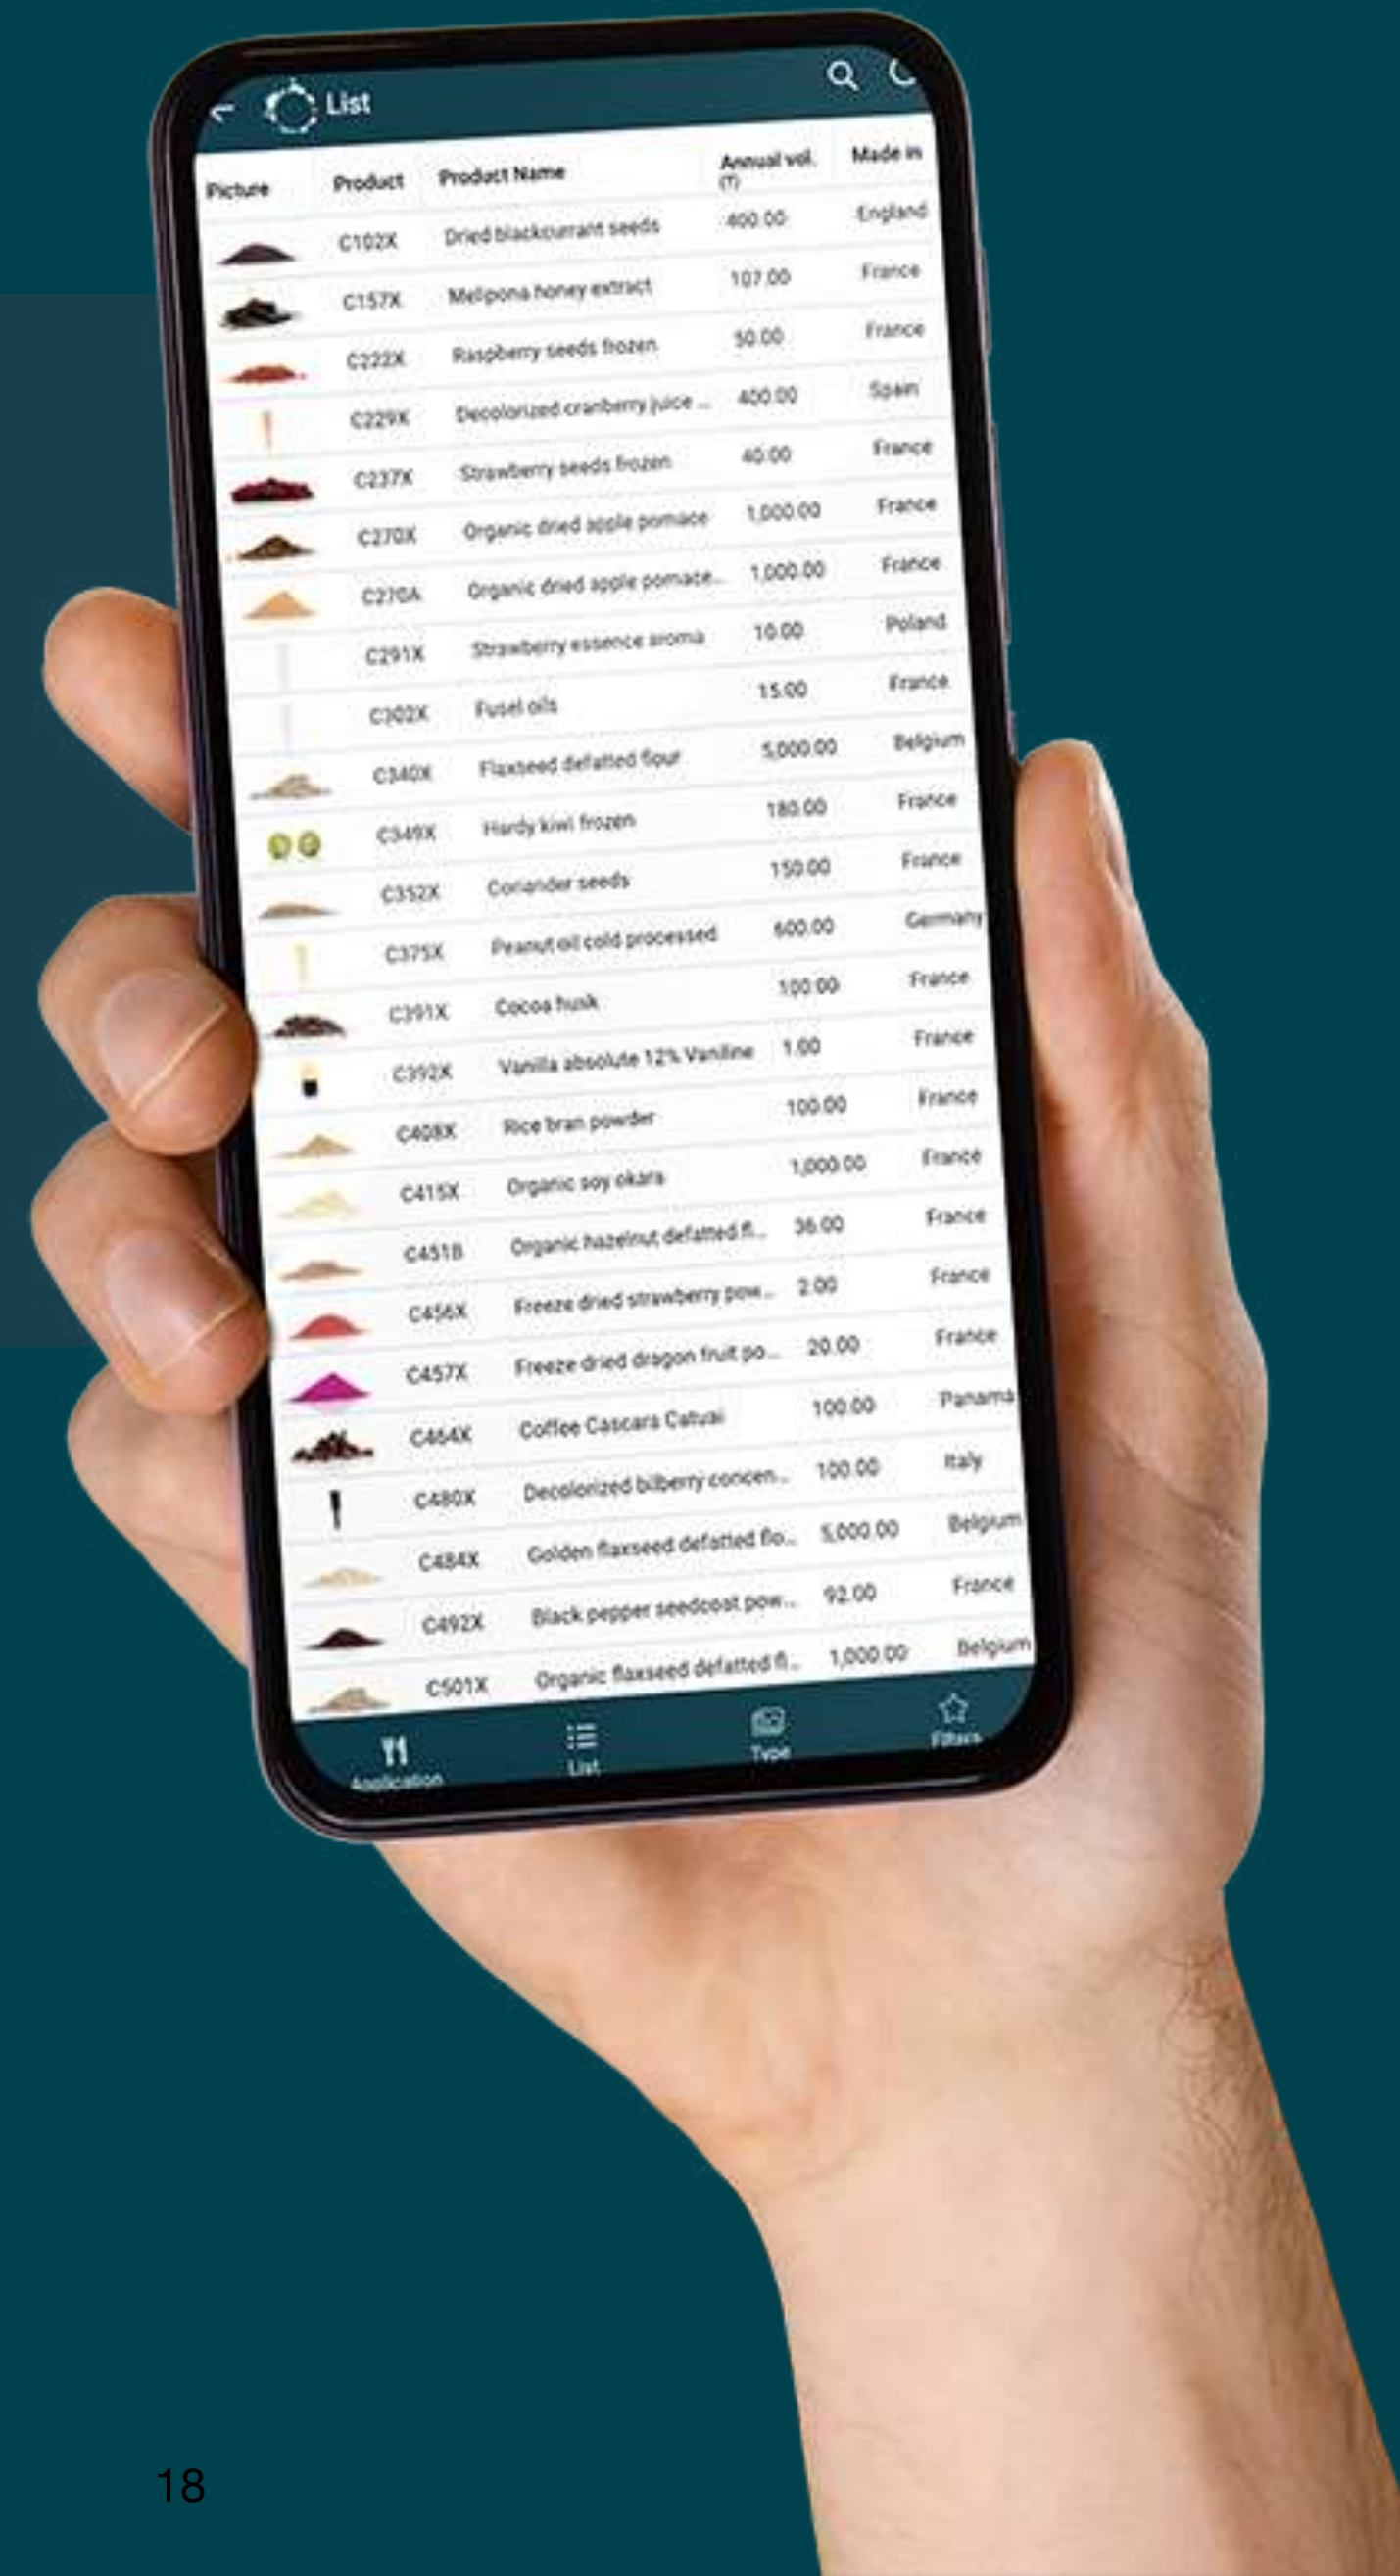 List
Picture Product Product Name Annual vol. (T) Made in
C102X Dried blackcurrant seeds 400.00 England
C157X Melipona honey extract 107.00 France
C222X Raspberry seeds frozen 50.00 France
C229X Decolorized cranberry juice ... 400.00 Spain
C237X Strawberry seeds frozen 40.00 France
C270X Organic dried apple pomace 1,000.00 France
C270A Organic dried apple pomace... 1,000.00 France
C291X Strawberry essence aroma 10.00 Poland
C302X Fusel oils 15.00 France
C340X Flaxseed defatted flour 5,000.00 Belgium
C349X Hardy kiwi frozen 180.00 France
C352X Coriander seeds 150.00 France
C375X Peanut oil cold processed 600.00 Germany
C391X Cocoa husk 100.00 France
C392X Vanilla absolute 12% Vaniline 1.00 France
C408X Rice bran powder 100.00 France
C415X Organic soy okara 1,000.00 France
C451B Organic hazelnut defatted fl... 36.00 France
C456X Freeze dried strawberry pow... 2.00 France
C457X Freeze dried dragon fruit po... 20.00 France
C464X Coffee Cascara Catuai 100.00 Panama
C480X Decolorized bilberry concen... 100.00 Italy
C484X Golden flaxseed defatted flo... 5,000.00 Belgium
C492X Black pepper seedcoat pow... 92.00 France
C501X Organic flaxseed defatted fl... 1,000.00 Belgium
Application List Type Filters
18